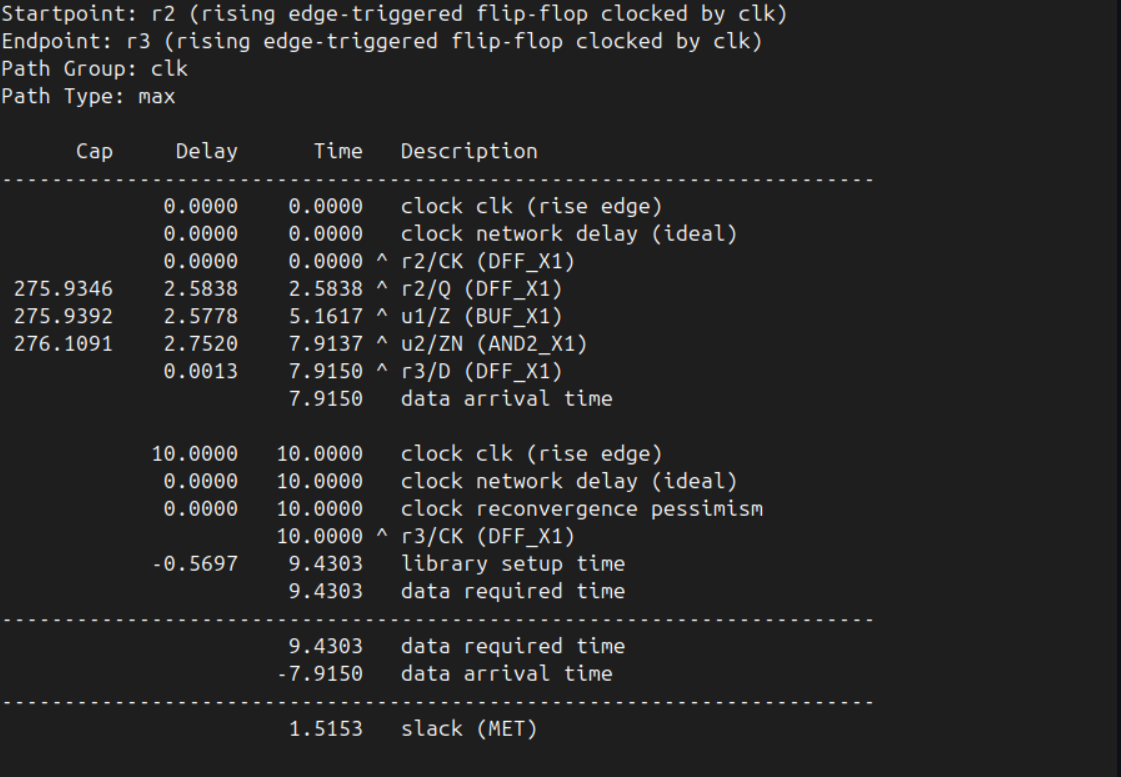 Startpoint: r2 (rising edge-triggered flip-flop clocked by clk)
Endpoint: r3 (rising edge-triggered flip-flop clocked by clk)
Path Group: clk
Path Type: max

      Cap     Delay      Time   Description
----------------------------------------------------------------------
             0.0000    0.0000   clock clk (rise edge)
             0.0000    0.0000   clock network delay (ideal)
             0.0000    0.0000 ^ r2/CK (DFF_X1)
 275.9346    2.5838    2.5838 ^ r2/Q (DFF_X1)
 275.9392    2.5778    5.1617 ^ u1/Z (BUF_X1)
 276.1091    2.7520    7.9137 ^ u2/ZN (AND2_X1)
             0.0013    7.9150 ^ r3/D (DFF_X1)
                       7.9150   data arrival time

            10.0000   10.0000   clock clk (rise edge)
             0.0000   10.0000   clock network delay (ideal)
             0.0000   10.0000   clock reconvergence pessimism
                      10.0000 ^ r3/CK (DFF_X1)
            -0.5697    9.4303   library setup time
                       9.4303   data required time
----------------------------------------------------------------------
                       9.4303   data required time
                      -7.9150   data arrival time
----------------------------------------------------------------------
                       1.5153   slack (MET)